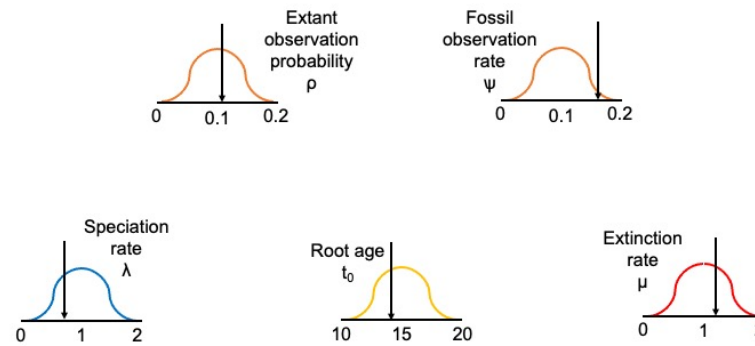 Extant
observation
probability
ρ
0
0.1
0.2
Fossil
observation
rate
ψ
0
0.1
0.2
Speciation
rate
λ
0
1
2
Root age
t₀
10
15
20
Extinction
rate
μ
0
1